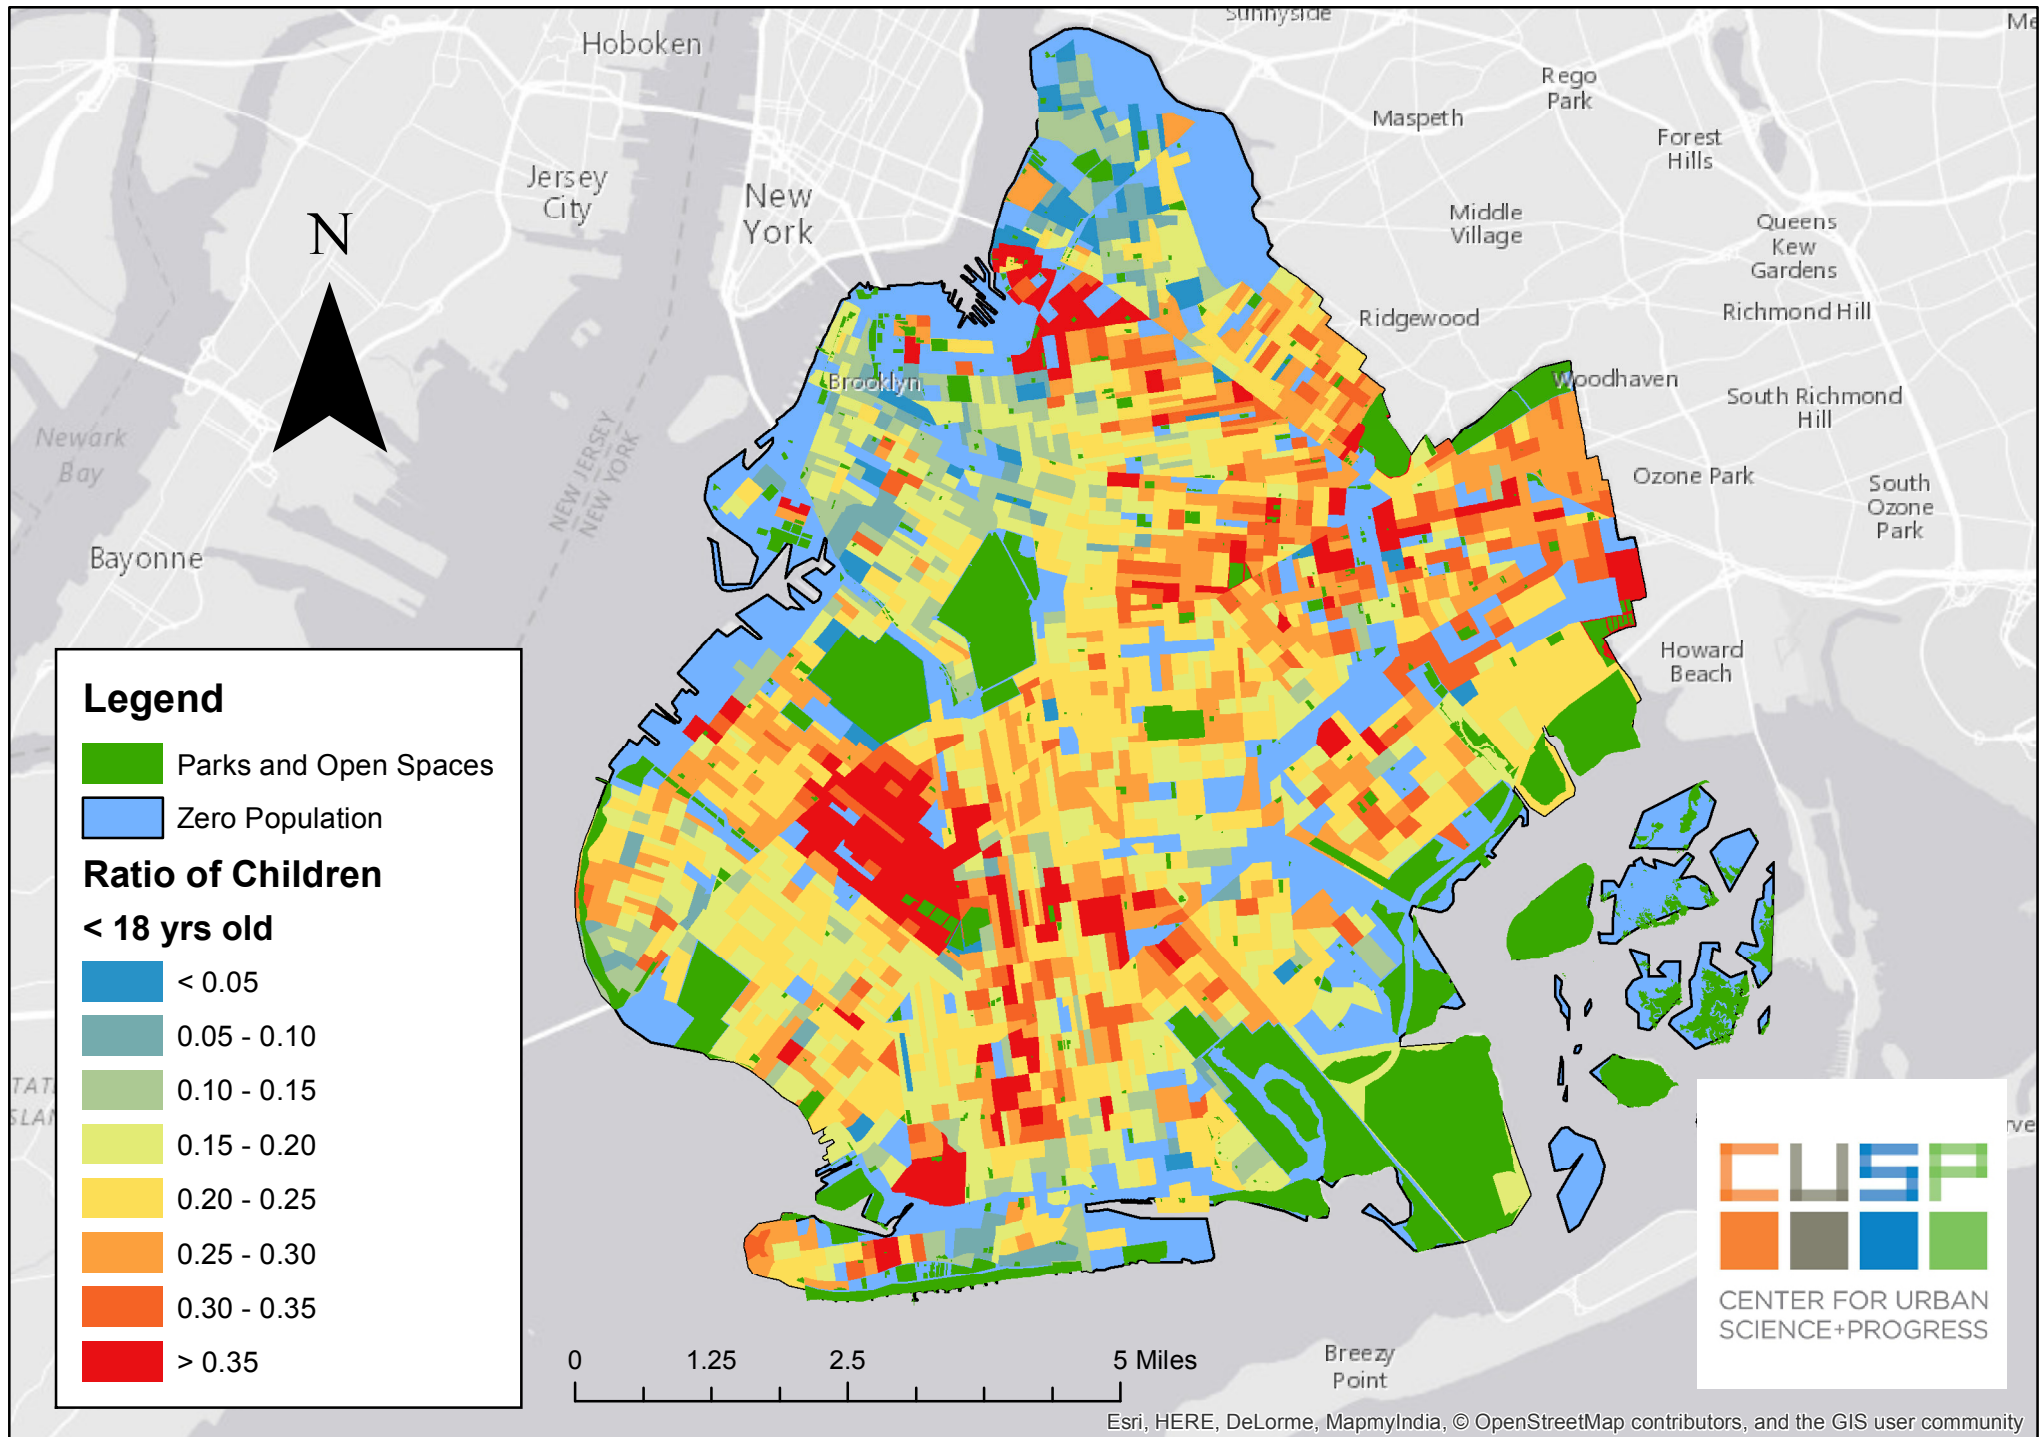 Sunnyside
Me
Hoboken
Rego
Park
Maspeth
Forest
Hills
Jersey
City
New
York
Middle
Village
Queens
Kew
Gardens
N
Ridgewood
Richmond Hill
Brooklyn
Woodhaven
South Richmond
Hill
Newark
Bay
NEW JERSEY
NEW YORK
Ozone Park
South
Ozone
Park
Bayonne
Howard
Beach
Legend
Parks and Open Spaces
Zero Population
Ratio of Children
< 18 yrs old
< 0.05
0.05 - 0.10
0.10 - 0.15
0.15 - 0.20
0.20 - 0.25
0.25 - 0.30
0.30 - 0.35
> 0.35
TAT
SLAN
rve
CUSP
CENTER FOR URBAN
SCIENCE+PROGRESS
0 1.25 2.5 5 Miles
Breezy
Point
Esri, HERE, DeLorme, MapmyIndia, © OpenStreetMap contributors, and the GIS user community